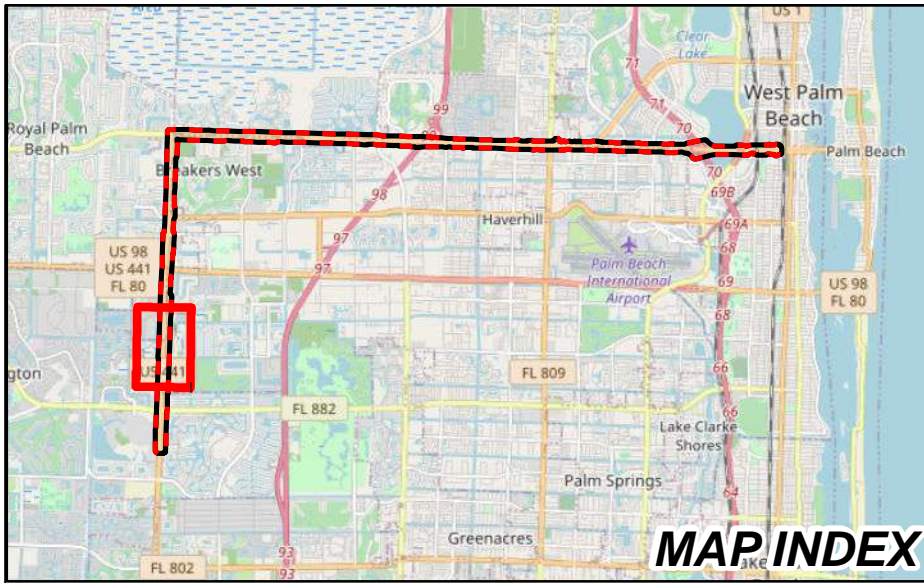 US 1
Clear
Lake
71
71
99
West Palm
Beach
Royal Palm
Beach
70
Palm Beach
Breakers West
70
98
69B
Haverhill
69A
97
68
US 98
US 441
FL 80
97
Palm Beach
International
Airport
69
US 98
FL 80
68
US 441
66
gton
FL 809
FL 882
66
Lake Clarke
Shores
Palm Springs
64
Greenacres
93
93
FL 802
MAP INDEX